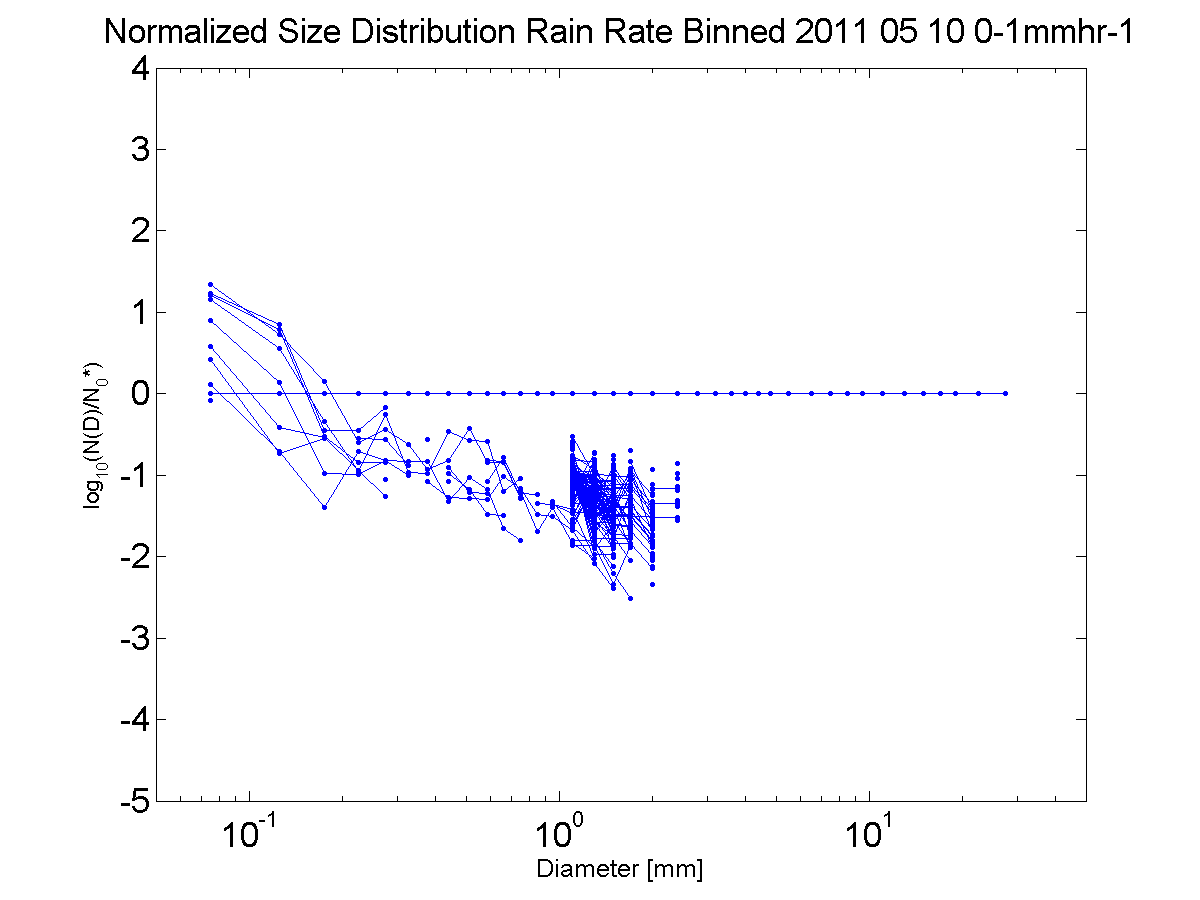 Normalized Size Distribution Rain Rate Binned 2011 05 10 0-1mmhr-1
4
3
2
1
0
-1
-2
-3
-4
-5
log₁₀(N(D)/N₀*)
10⁻¹ 10⁰ 10¹
Diameter [mm]